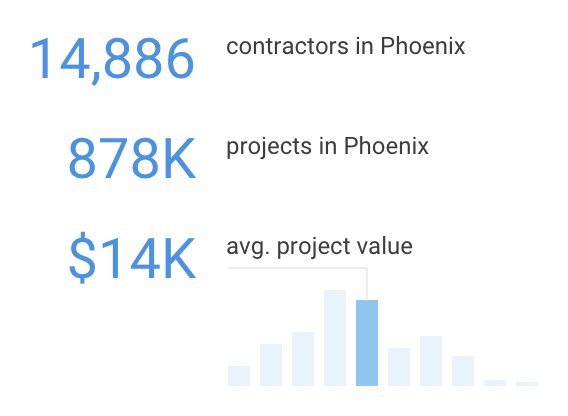 14,886 contractors in Phoenix
878K projects in Phoenix
$14K avg. project value